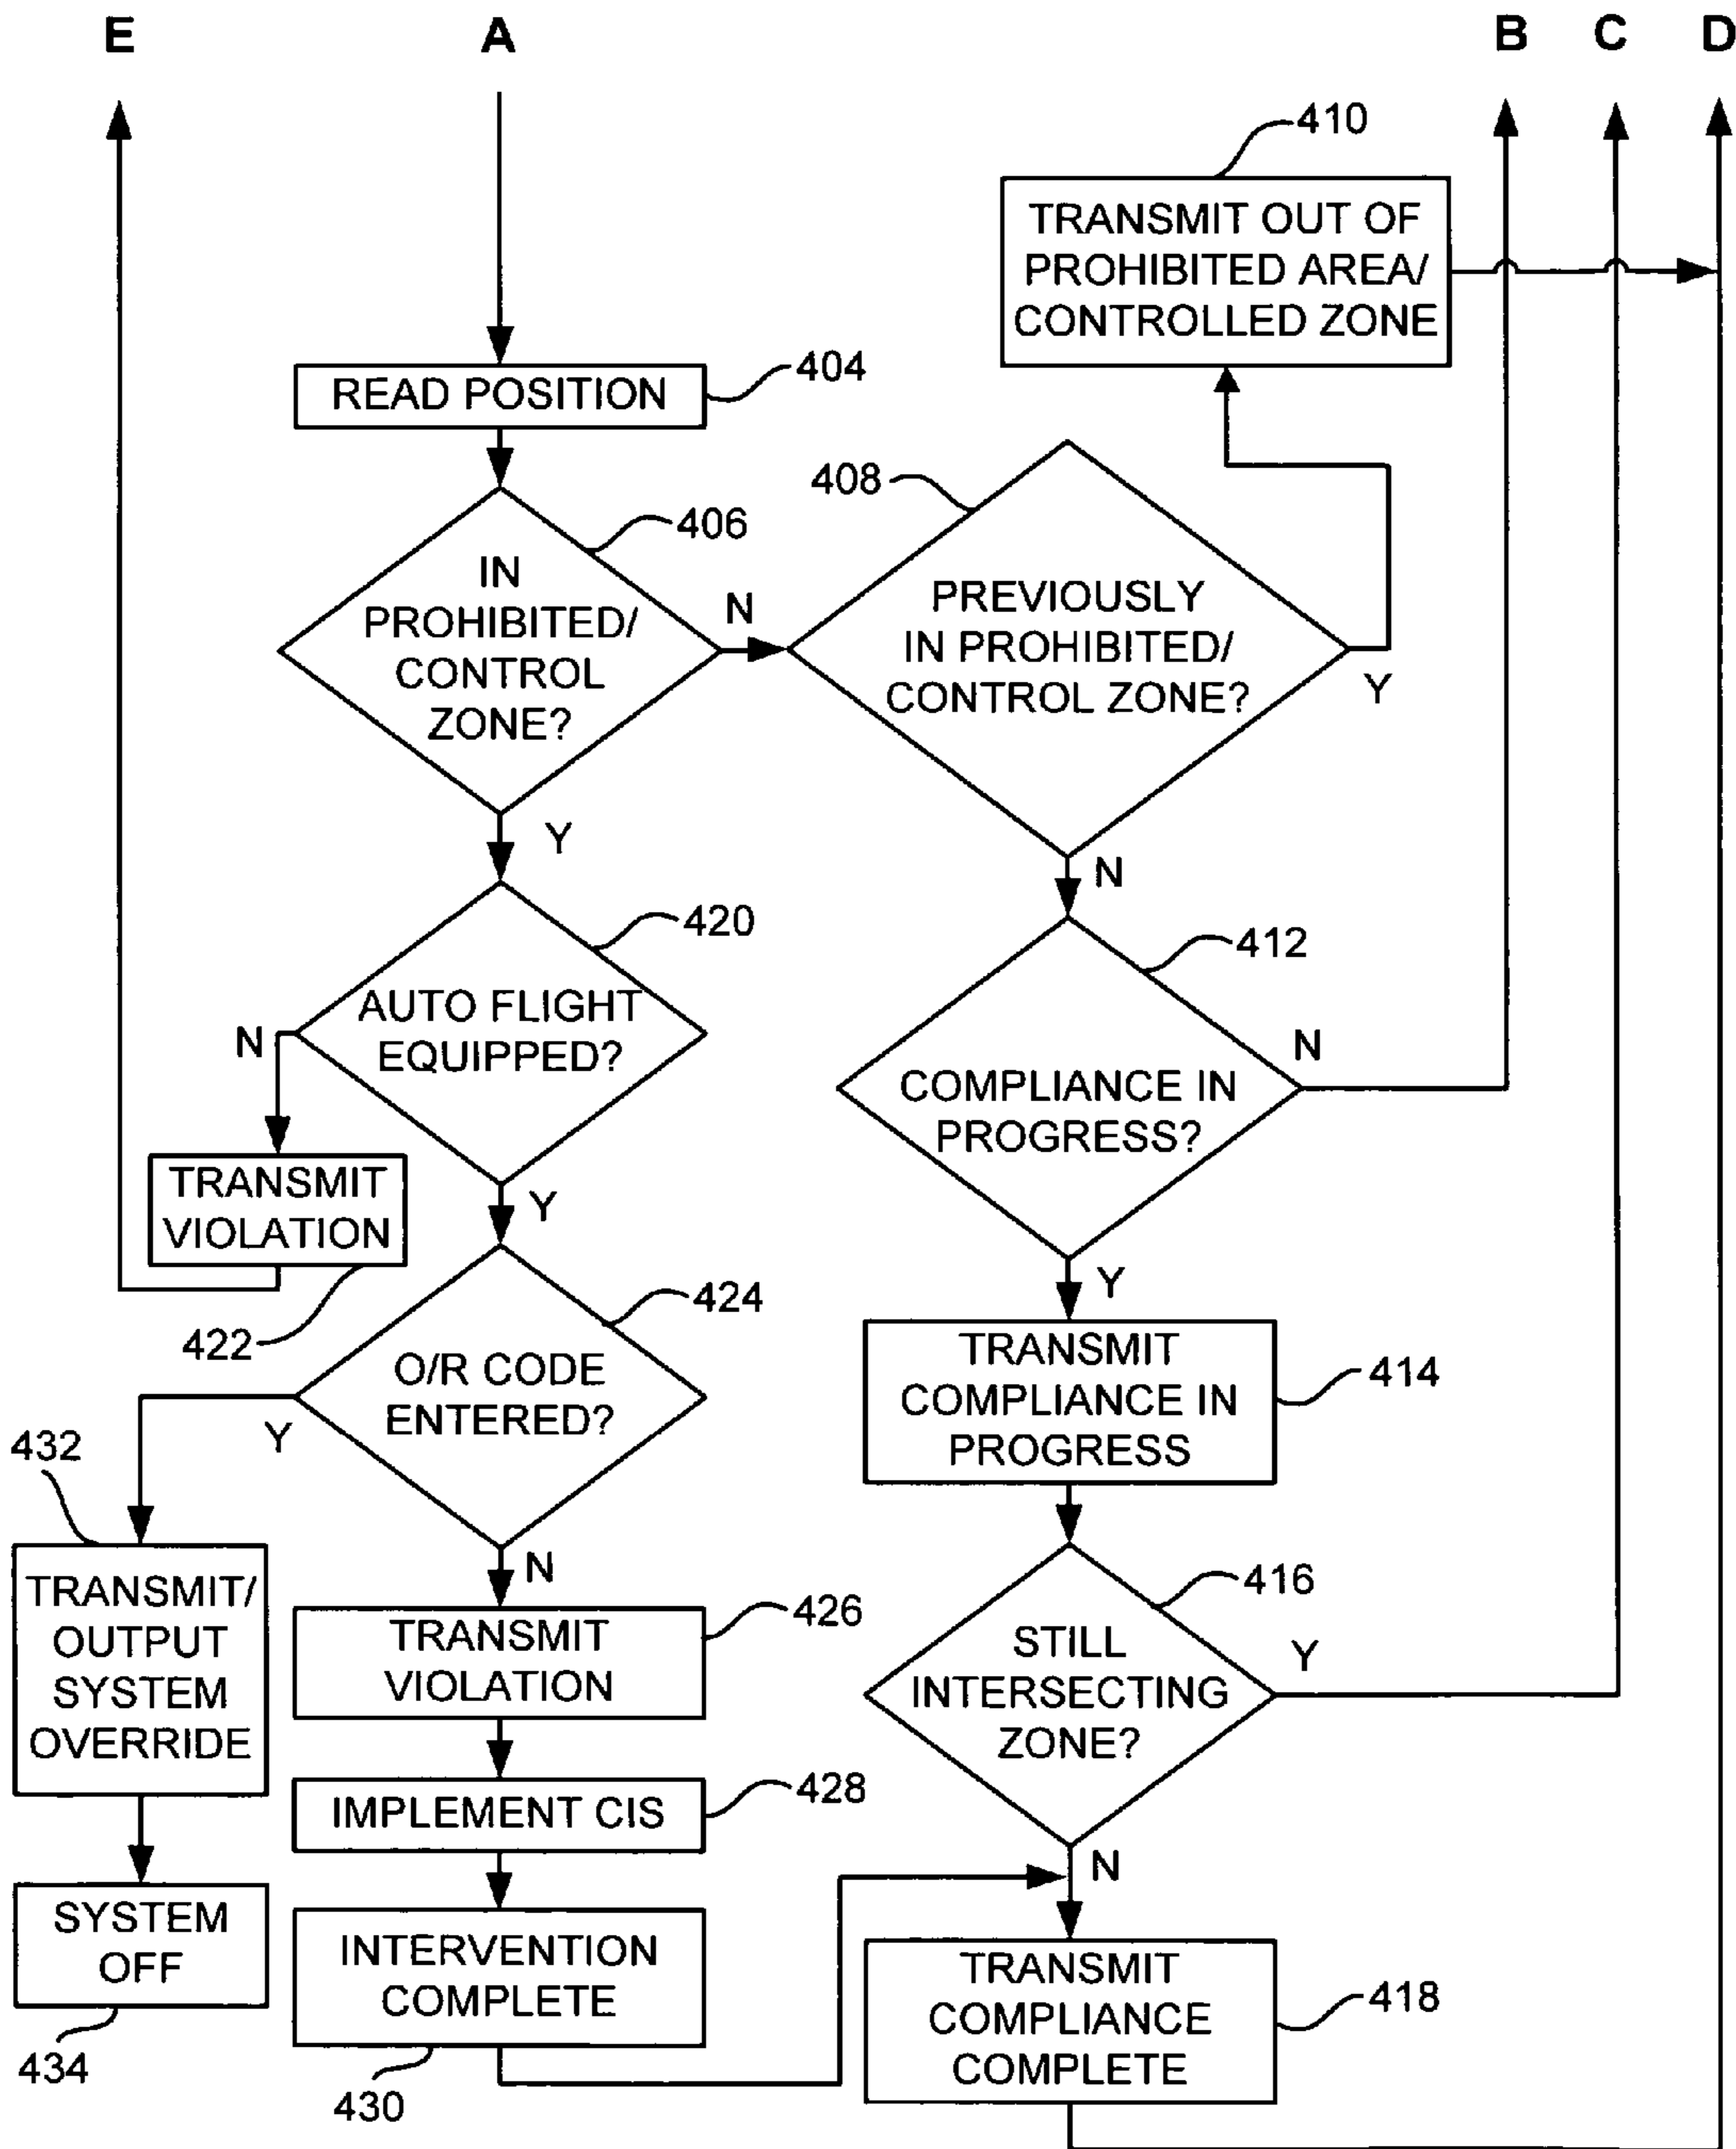 E
A
B
C
D
410
TRANSMIT OUT OF
PROHIBITED AREA/
CONTROLLED ZONE
READ POSITION
404
406
IN
PROHIBITED/
CONTROL
ZONE?
N
Y
408
PREVIOUSLY
IN PROHIBITED/
CONTROL ZONE?
Y
N
420
AUTO FLIGHT
EQUIPPED?
N
Y
412
COMPLIANCE IN
PROGRESS?
N
Y
TRANSMIT
VIOLATION
422
424
O/R CODE
ENTERED?
Y
N
TRANSMIT
COMPLIANCE IN
PROGRESS
414
432
TRANSMIT/
OUTPUT
SYSTEM
OVERRIDE
TRANSMIT
VIOLATION
426
416
STILL
INTERSECTING
ZONE?
Y
N
IMPLEMENT CIS
428
SYSTEM
OFF
434
INTERVENTION
COMPLETE
430
TRANSMIT
COMPLIANCE
COMPLETE
418